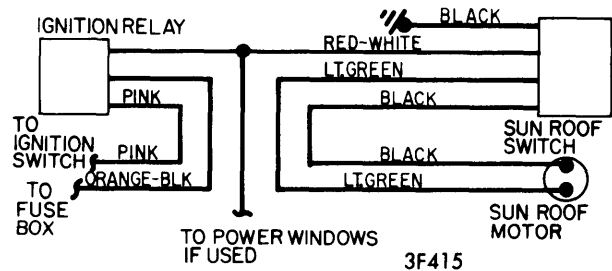 IGNITION RELAY
BLACK
RED-WHITE
LT.GREEN
PINK
BLACK
TO
IGNITION
SWITCH
PINK
SUN ROOF
SWITCH
BLACK
ORANGE-BLK
LT.GREEN
TO
FUSE
BOX
SUN ROOF
MOTOR
TO POWER WINDOWS
IF USED
3F415